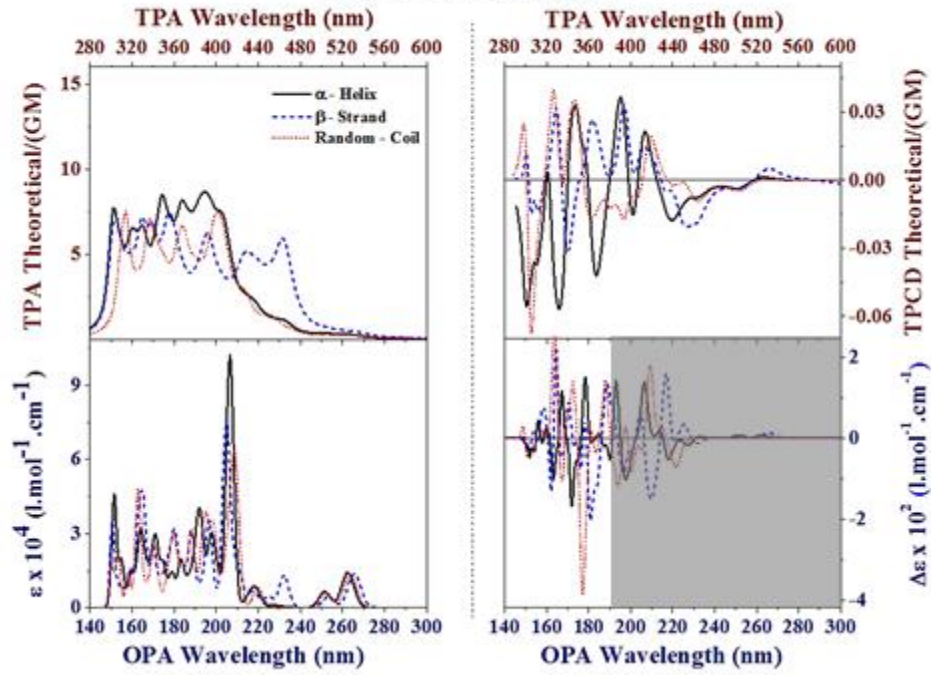 TPA Wavelength (nm)
280 320 360 400 440 480 520 560 600
15
10
5
TPA Theoretical/(GM)
α - Helix
β - Strand
Random - Coil
9
6
3
0
ε x 10⁴ (l.mol⁻¹.cm⁻¹)
140 160 180 200 220 240 260 280 300
OPA Wavelength (nm)
TPA Wavelength (nm)
280 320 360 400 440 480 520 560 600
0.03
0.00
-0.03
-0.06
TPCD Theoretical/(GM)
2
0
-2
-4
Δε x 10² (l.mol⁻¹.cm⁻¹)
140 160 180 200 220 240 260 280 300
OPA Wavelength (nm)